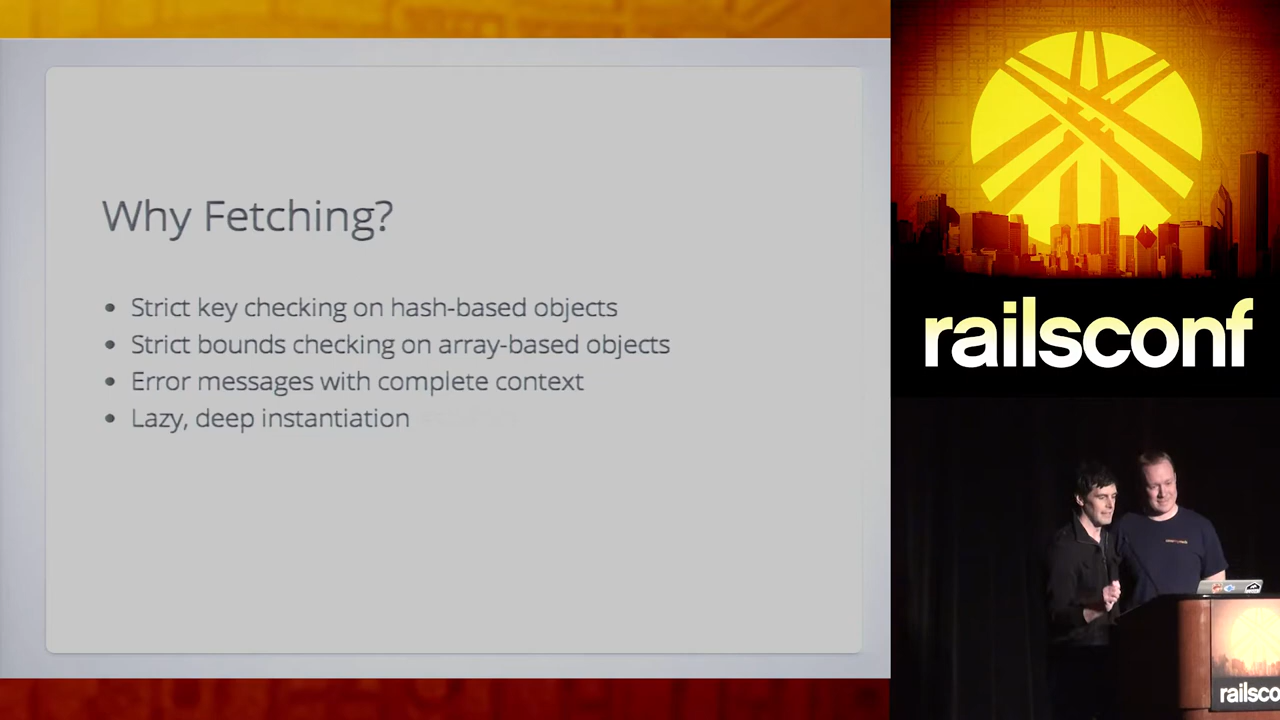 Why Fetching?
• Strict key checking on hash-based objects
• Strict bounds checking on array-based objects
• Error messages with complete context
• Lazy, deep instantiation
railsconf
railsco